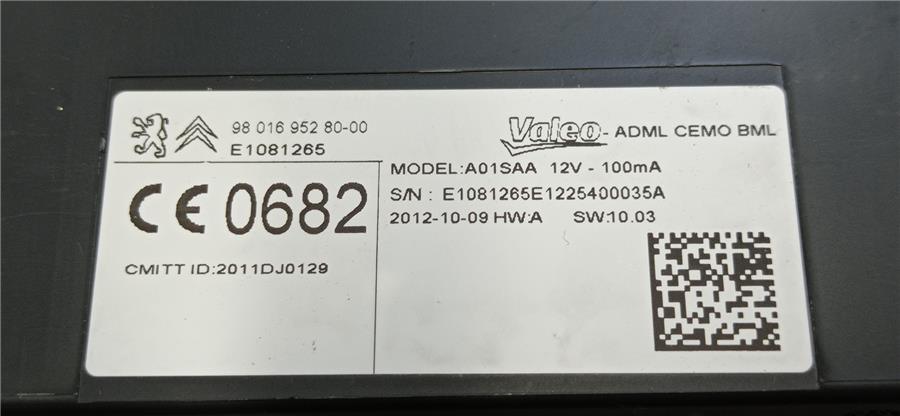 98 016 952 80-00
E1081265
CE 0682
CMITT ID:2011DJ0129
Valeo - ADML CEMO BML
MODEL:A01SAA 12V - 100mA
S/N : E1081265E1225400035A
2012-10-09 HW:A SW:10.03